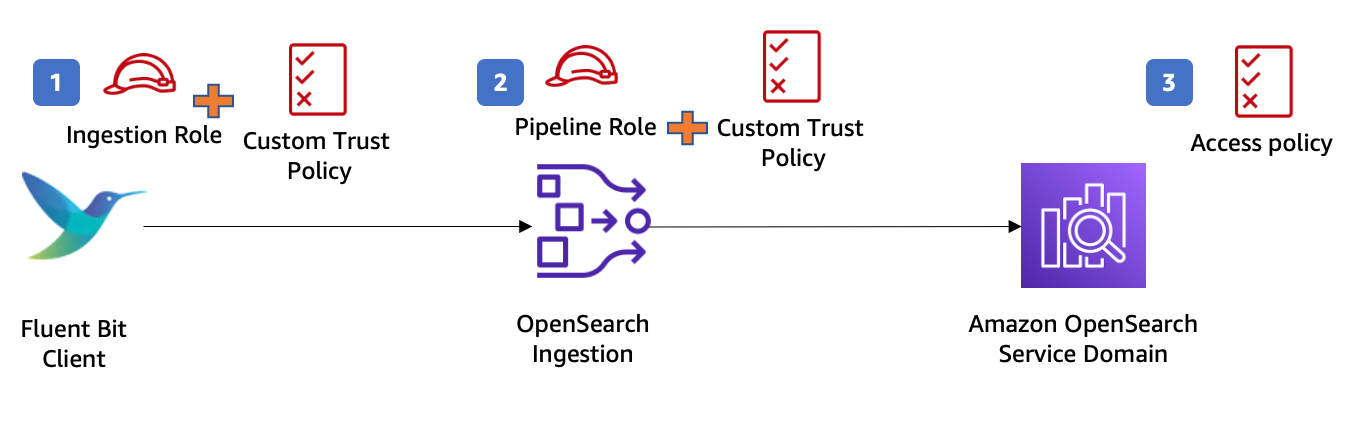 1
Ingestion Role
Custom Trust
Policy
2
Pipeline Role
Custom Trust
Policy
3
Access policy
Fluent Bit
Client
OpenSearch
Ingestion
Amazon OpenSearch
Service Domain